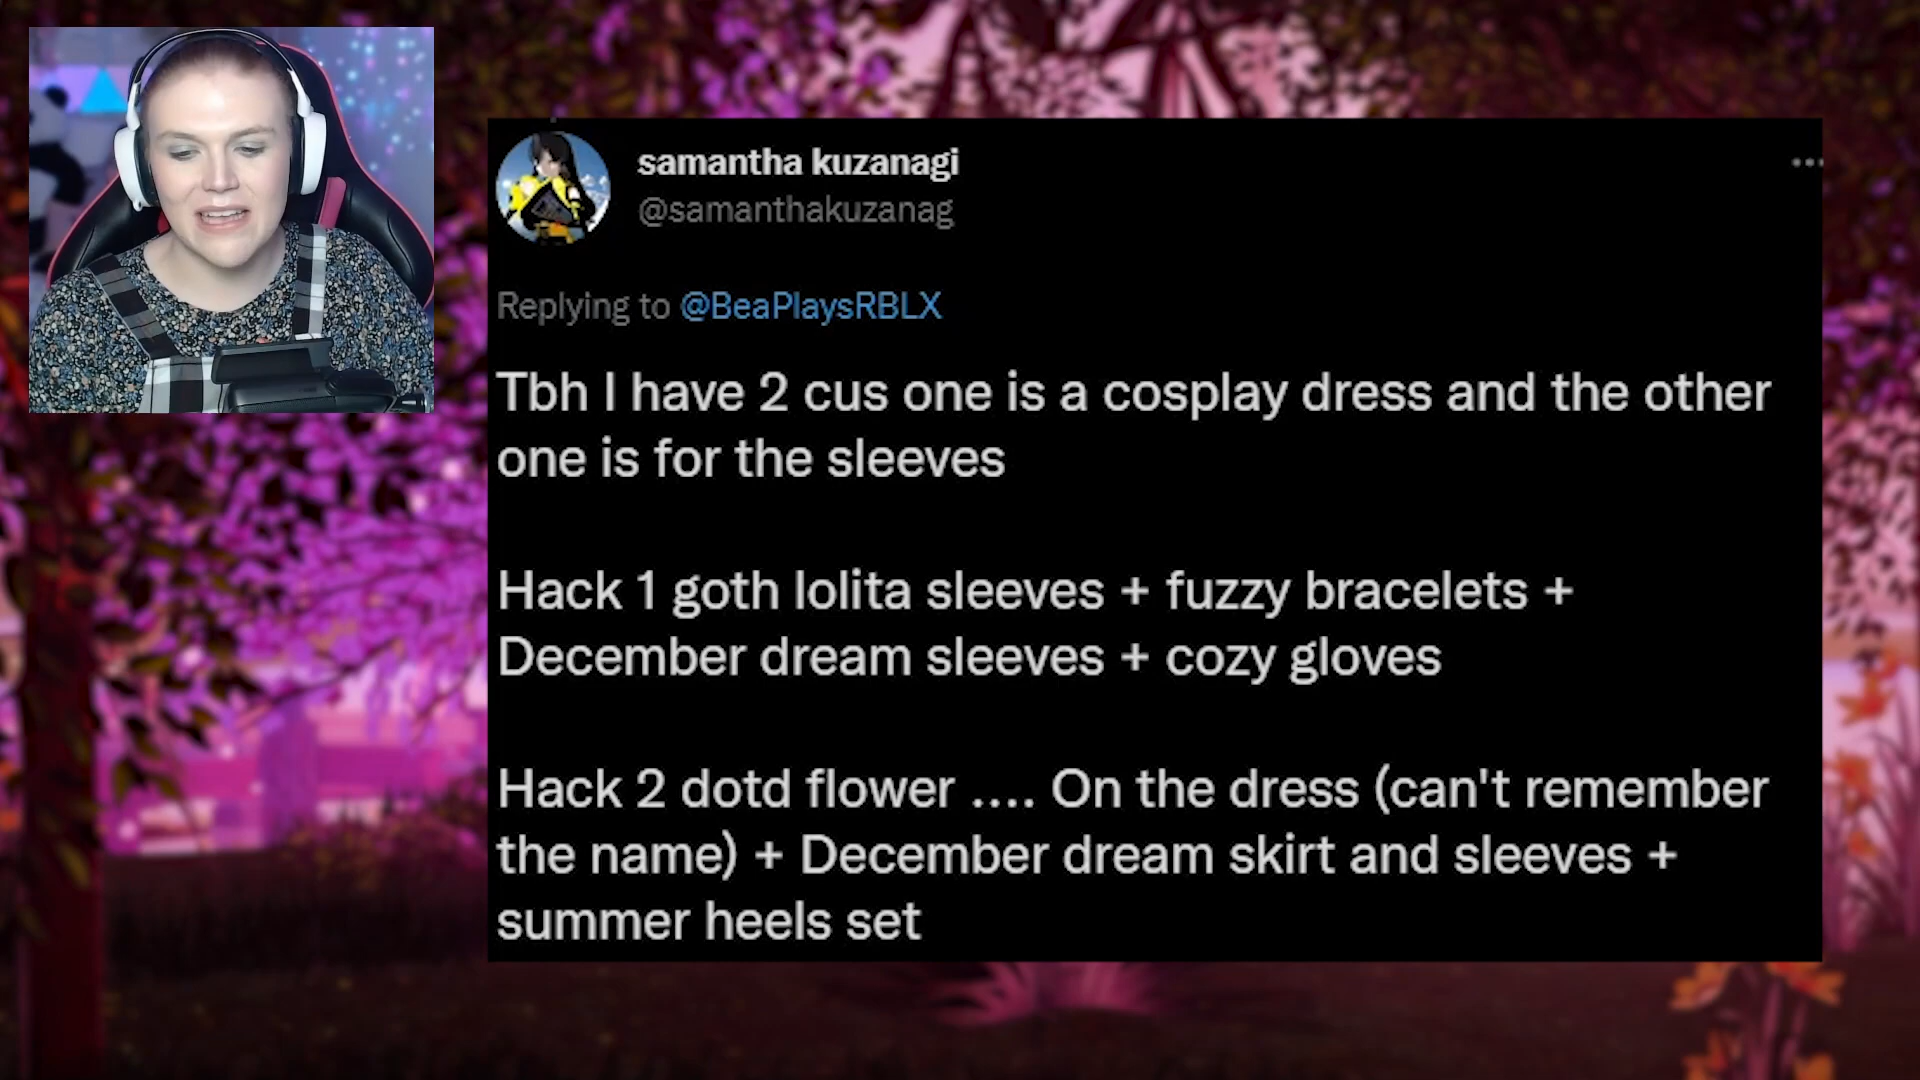 samantha kuzanagi
@samanthakuzanag
Replying to @BeaPlaysRBLX
Tbh I have 2 cus one is a cosplay dress and the other
one is for the sleeves
Hack 1 goth lolita sleeves + fuzzy bracelets +
December dream sleeves + cozy gloves
Hack 2 dotd flower .... On the dress (can't remember
the name) + December dream skirt and sleeves +
summer heels set